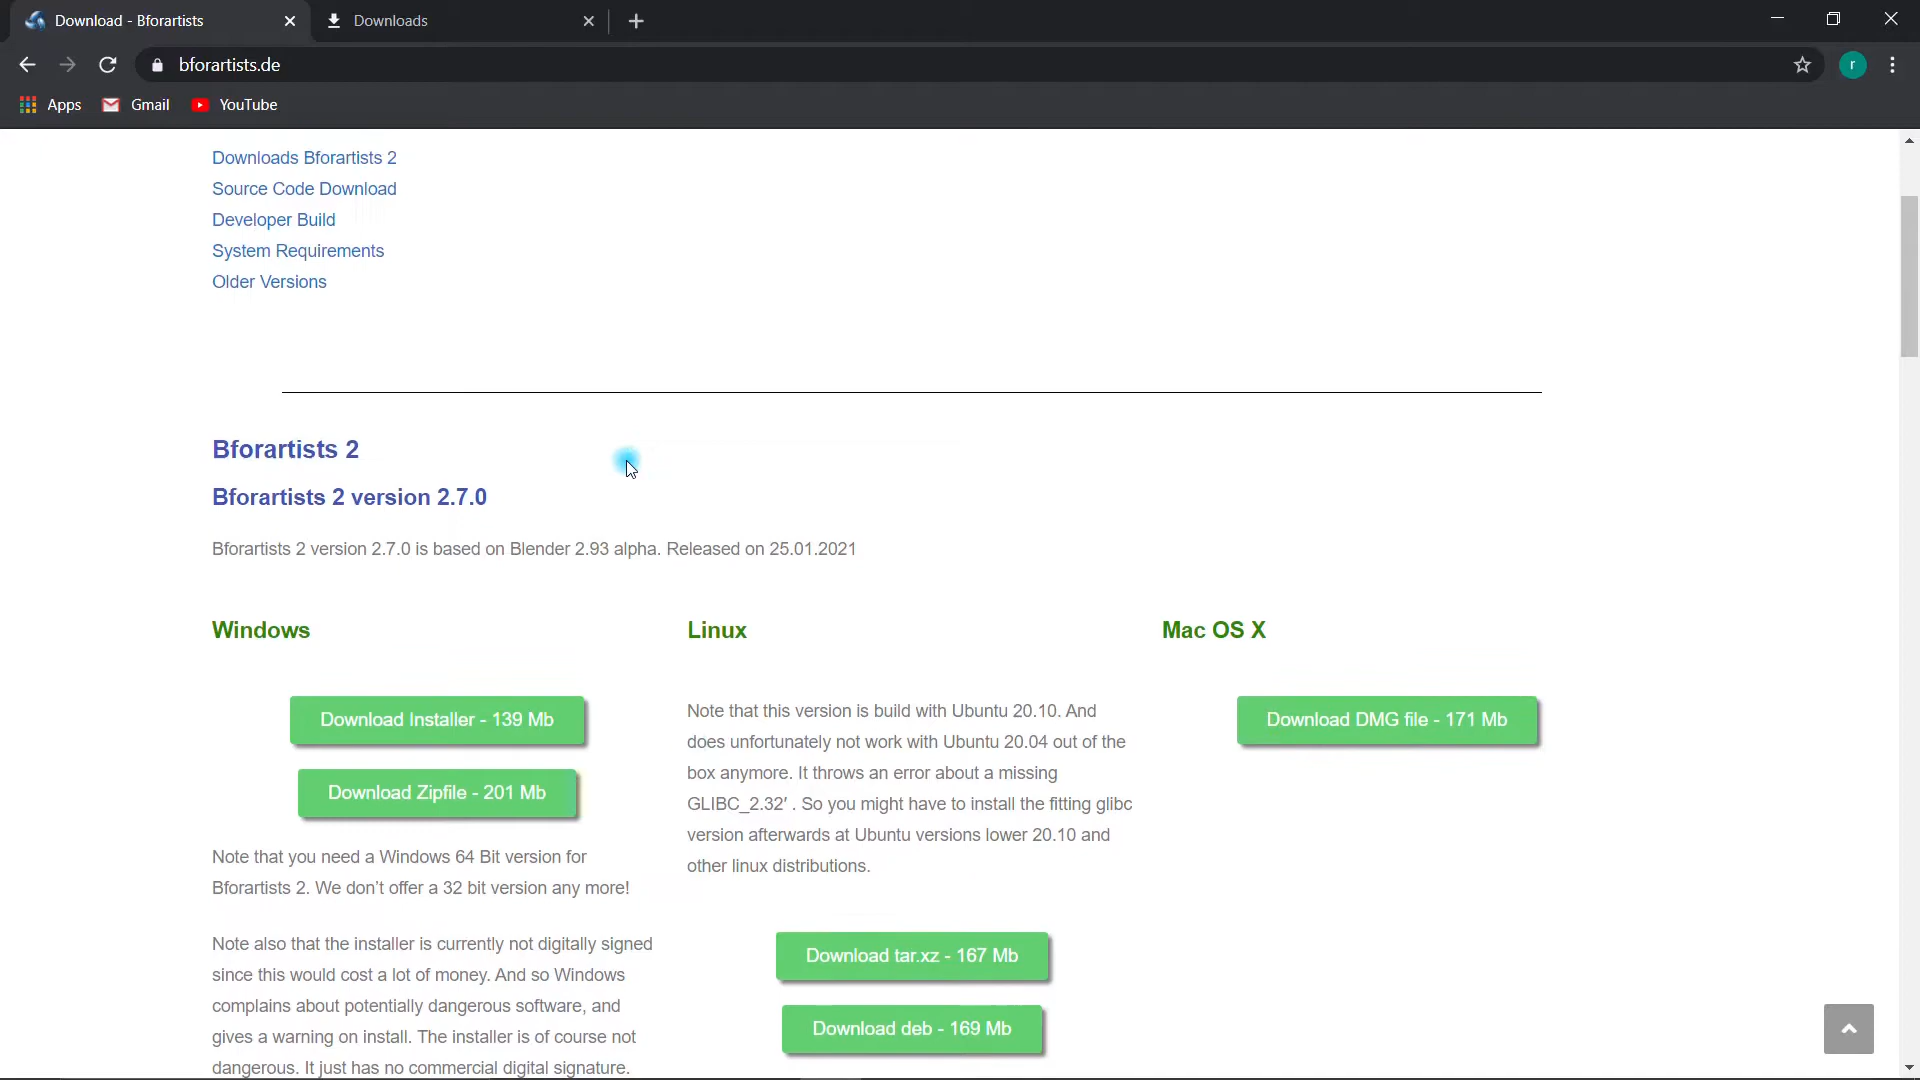 Download - Bforartists
Downloads
bforartists.de
r
Apps
Gmail
YouTube
Downloads Bforartists 2
Source Code Download
Developer Build
System Requirements
Older Versions
Bforartists 2
Bforartists 2 version 2.7.0
Bforartists 2 version 2.7.0 is based on Blender 2.93 alpha. Released on 25.01.2021
Windows
Download Installer - 139 Mb
Download Zipfile - 201 Mb
Note that you need a Windows 64 Bit version for
Bforartists 2. We don't offer a 32 bit version any more!
Note also that the installer is currently not digitally signed
since this would cost a lot of money. And so Windows
complains about potentially dangerous software, and
gives a warning on install. The installer is of course not
dangerous. It just has no commercial digital signature.
Linux
Note that this version is build with Ubuntu 20.10. And
does unfortunately not work with Ubuntu 20.04 out of the
box anymore. It throws an error about a missing
GLIBC_2.32′ . So you might have to install the fitting glibc
version afterwards at Ubuntu versions lower 20.10 and
other linux distributions.
Download tar.xz - 167 Mb
Download deb - 169 Mb
Mac OS X
Download DMG file - 171 Mb